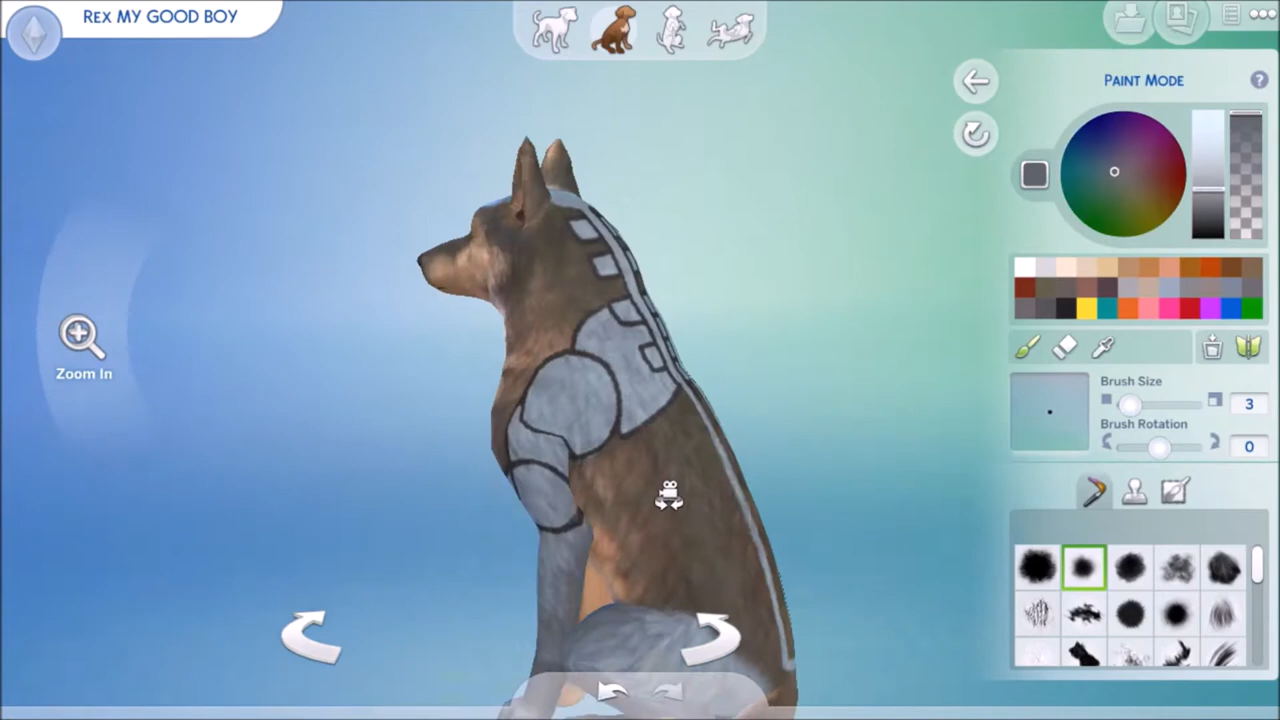 Rex MY GOOD BOY
PAINT MODE
?
Zoom In
Brush Size
3
Brush Rotation
0